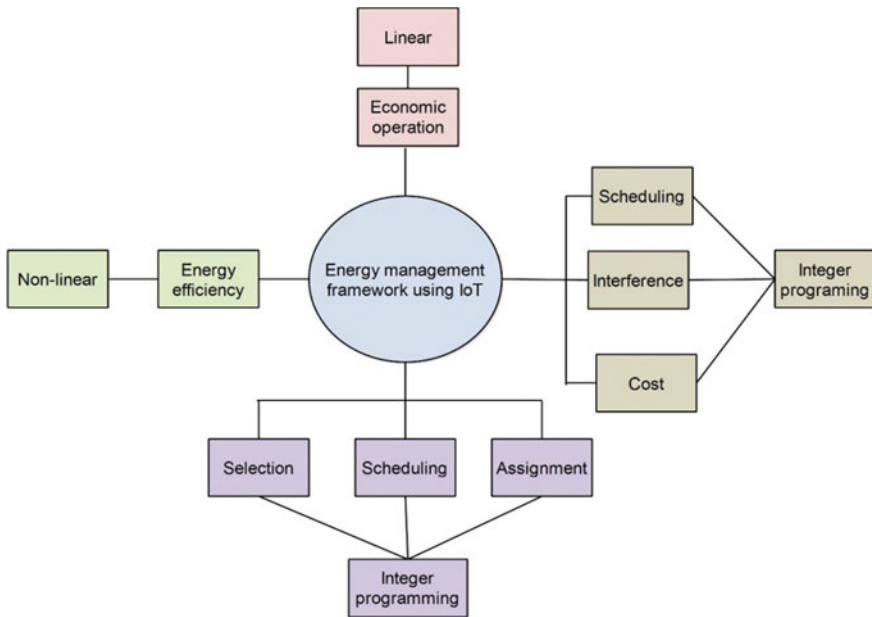 Linear
Economic
operation
Scheduling
Non-linear
Energy
efficiency
Energy management
framework using IoT
Interference
Integer
programing
Cost
Selection
Scheduling
Assignment
Integer
programming